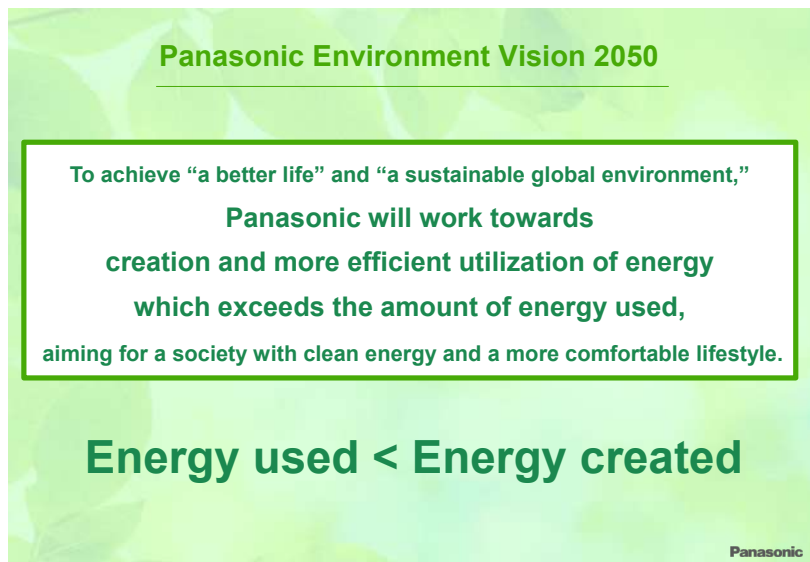 Panasonic Environment Vision 2050
To achieve “a better life” and “a sustainable global environment,”
Panasonic will work towards
creation and more efficient utilization of energy
which exceeds the amount of energy used,
aiming for a society with clean energy and a more comfortable lifestyle.
Energy used < Energy created
Panasonic